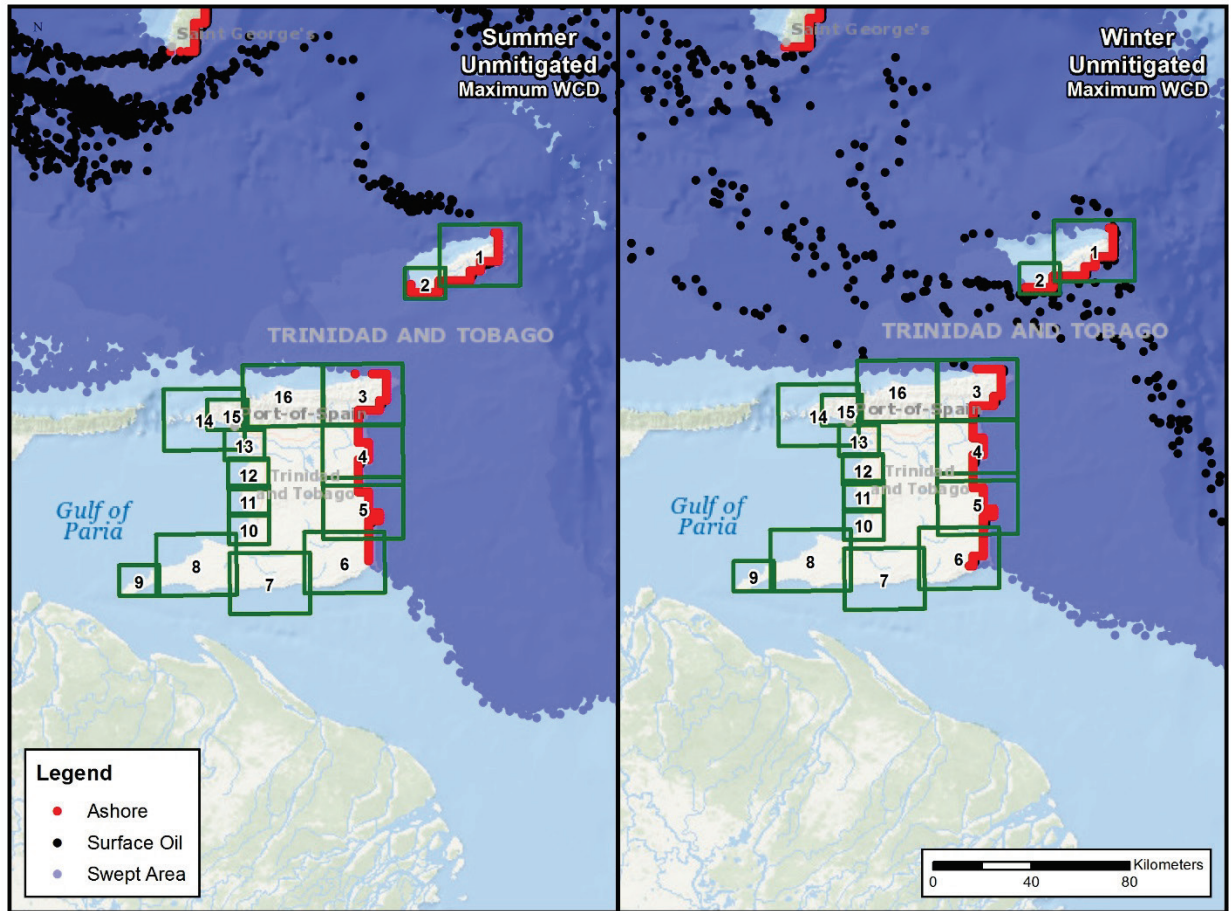 N
Saint George's
Summer
Unmitigated
Maximum WCD
1
2
TRINIDAD AND TOBAGO
16
3
14
15
Port-of-Spain
13
4
12
Trinidad
and Tobago
11
5
10
Gulf of
Paria
6
8
9
7
Legend
Ashore
Surface Oil
Swept Area
Saint George's
Winter
Unmitigated
Maximum WCD
1
2
TRINIDAD AND TOBAGO
16
3
14
15
Port-of-Spain
13
4
12
Trinidad
and Tobago
11
5
10
Gulf of
Paria
6
8
9
7
Kilometers
0 40 80